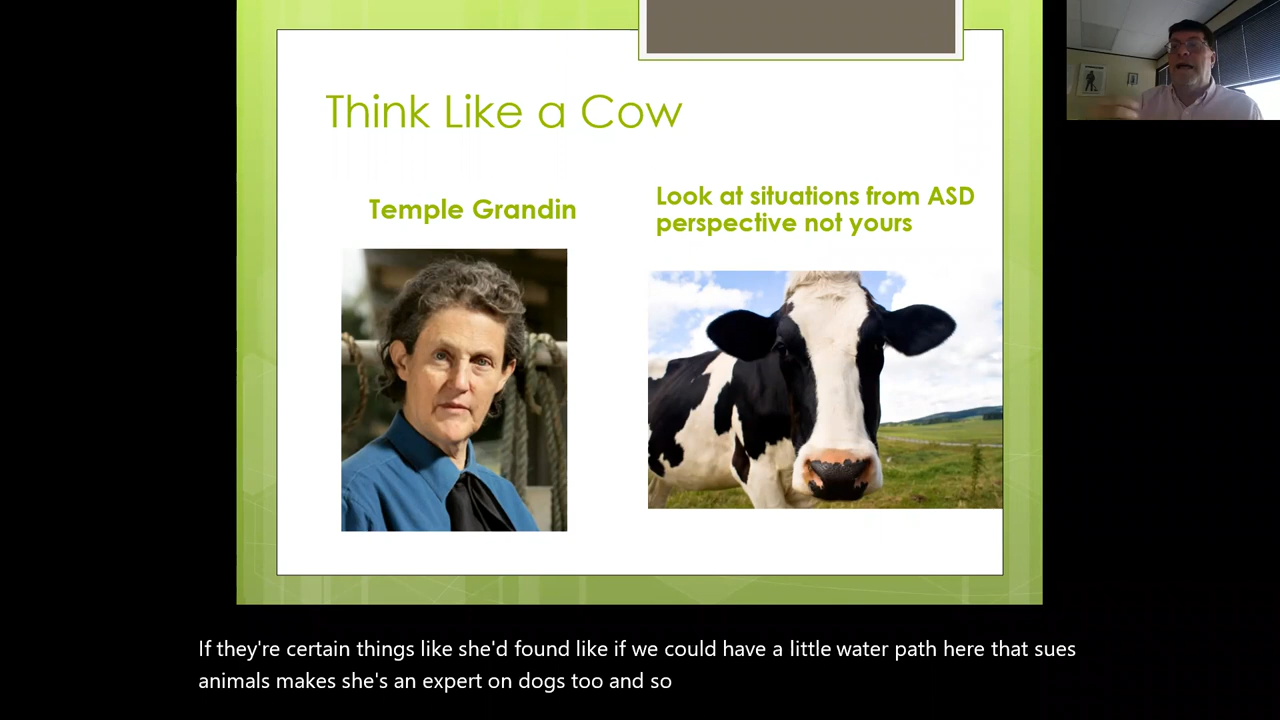 Think Like a Cow
Temple Grandin
Look at situations from ASD
perspective not yours
If they're certain things like she'd found like if we could have a little water path here that sues
animals makes she's an expert on dogs too and so